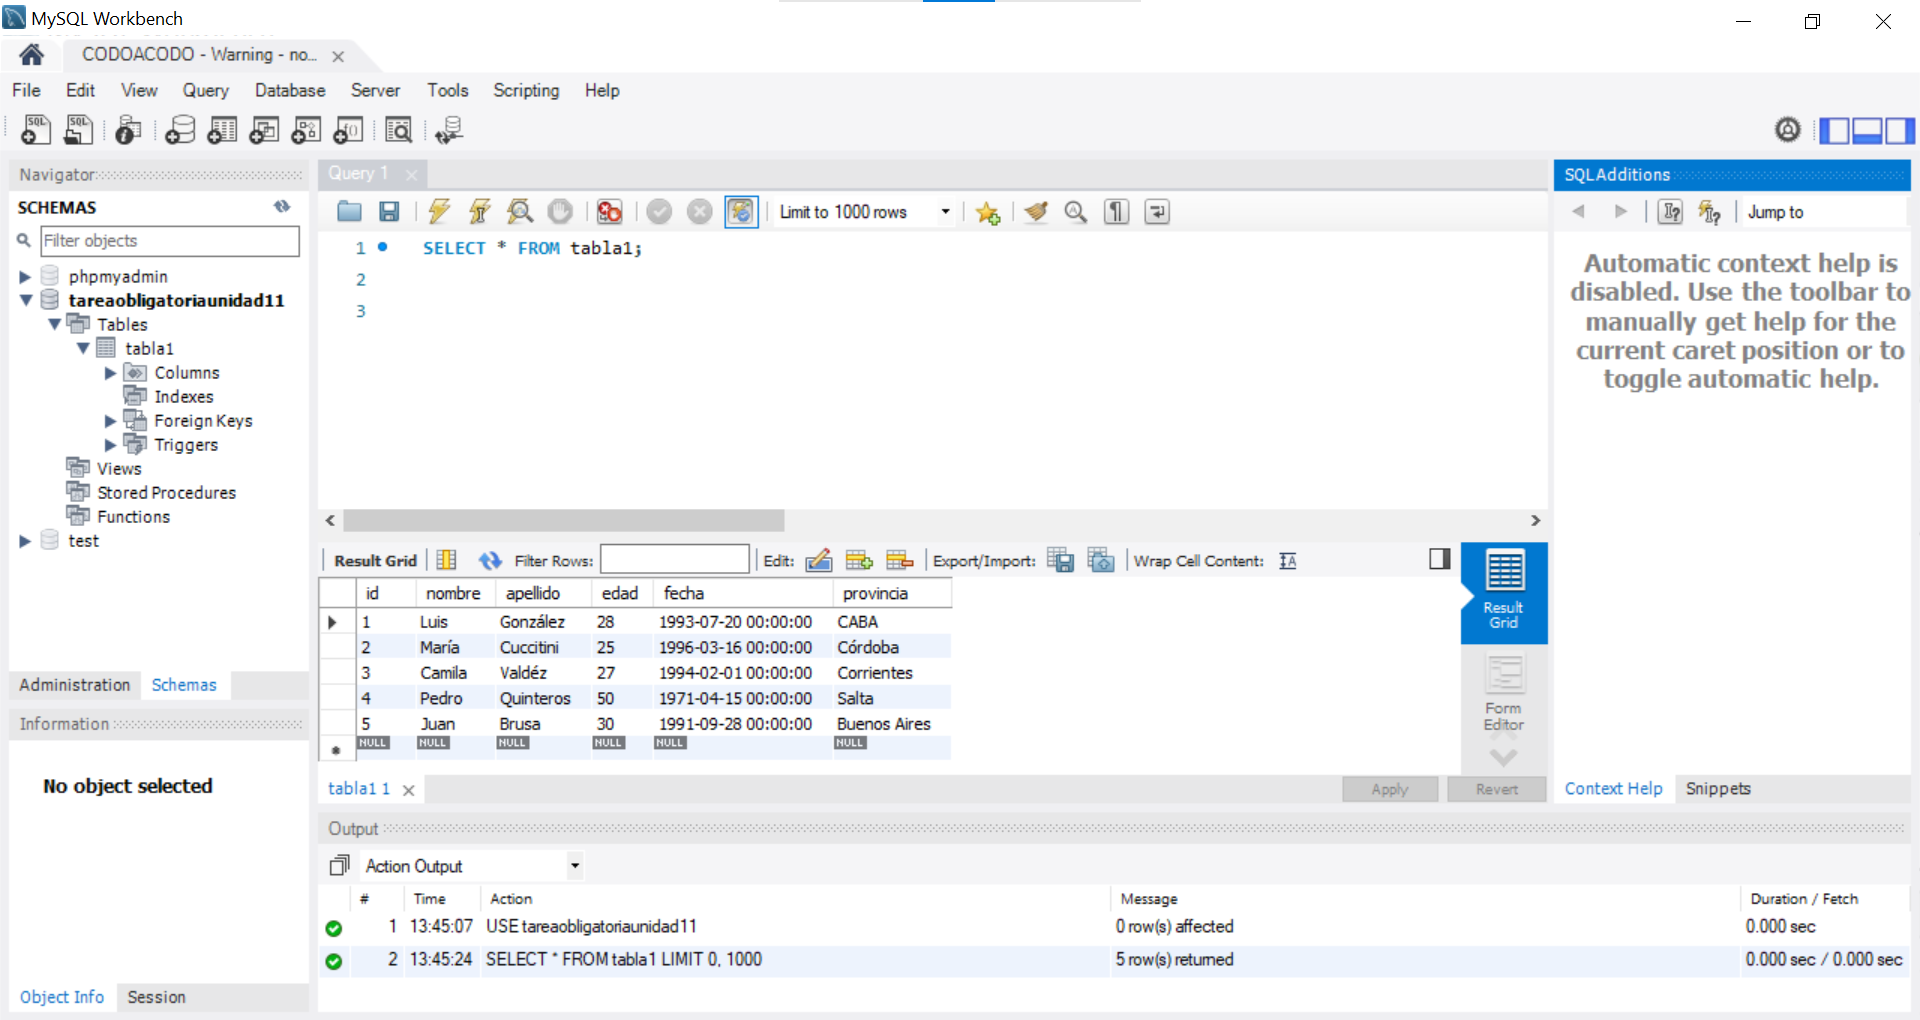 MySQL Workbench
CODOACODO - Warning - no...
File Edit View Query Database Server Tools Scripting Help
Navigator
SCHEMAS
Filter objects
phpmyadmin
tareaobligatoriaunidad11
Tables
tabla1
Columns
Indexes
Foreign Keys
Triggers
Views
Stored Procedures
Functions
test
Administration Schemas
Information
No object selected
Object Info Session
Query 1
Limit to 1000 rows
1 SELECT * FROM tabla1;
2
3
Result Grid Filter Rows: Edit: Export/Import: Wrap Cell Content:
id nombre apellido edad fecha provincia
1 Luis González 28 1993-07-20 00:00:00 CABA
2 María Cuccitini 25 1996-03-16 00:00:00 Córdoba
3 Camila Valdéz 27 1994-02-01 00:00:00 Corrientes
4 Pedro Quinteros 50 1971-04-15 00:00:00 Salta
5 Juan Brusa 30 1991-09-28 00:00:00 Buenos Aires
NULL NULL NULL NULL NULL NULL
Result
Grid
Form
Editor
tabla1 1
Apply Revert
SQLAdditions
Jump to
Automatic context help is
disabled. Use the toolbar to
manually get help for the
current caret position or to
toggle automatic help.
Context Help Snippets
Output
Action Output
# Time Action Message Duration / Fetch
1 13:45:07 USE tareaobligatoriaunidad11 0 row(s) affected 0.000 sec
2 13:45:24 SELECT * FROM tabla1 LIMIT 0, 1000 5 row(s) returned 0.000 sec / 0.000 sec